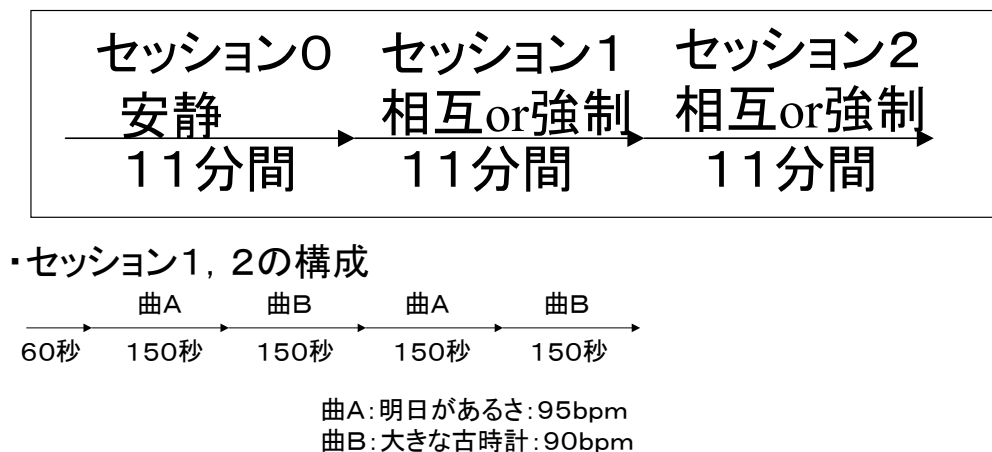 セッション0 セッション1 セッション2
安静 相互or強制 相互or強制
11分間 11分間 11分間
・セッション1，2の構成
曲A 曲B 曲A 曲B
60秒 150秒 150秒 150秒 150秒
曲A:明日があるさ:95bpm
曲B:大きな古時計:90bpm